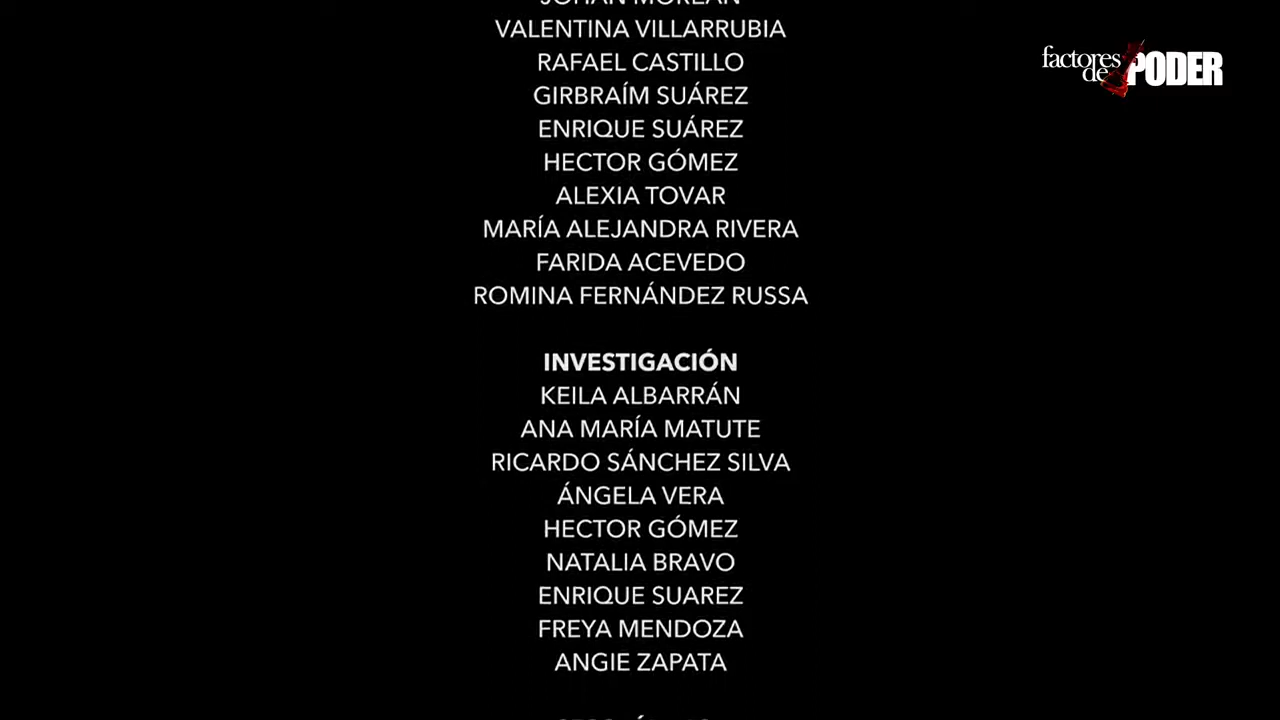 VALENTINA VILLARRUBIA
RAFAEL CASTILLO
GIRBRAÍM SUÁREZ
ENRIQUE SUÁREZ
HECTOR GÓMEZ
ALEXIA TOVAR
MARÍA ALEJANDRA RIVERA
FARIDA ACEVEDO
ROMINA FERNÁNDEZ RUSSA
INVESTIGACIÓN
KEILA ALBARRÁN
ANA MARÍA MATUTE
RICARDO SÁNCHEZ SILVA
ÁNGELA VERA
HECTOR GÓMEZ
NATALIA BRAVO
ENRIQUE SUAREZ
FREYA MENDOZA
ANGIE ZAPATA
factores
de PODER